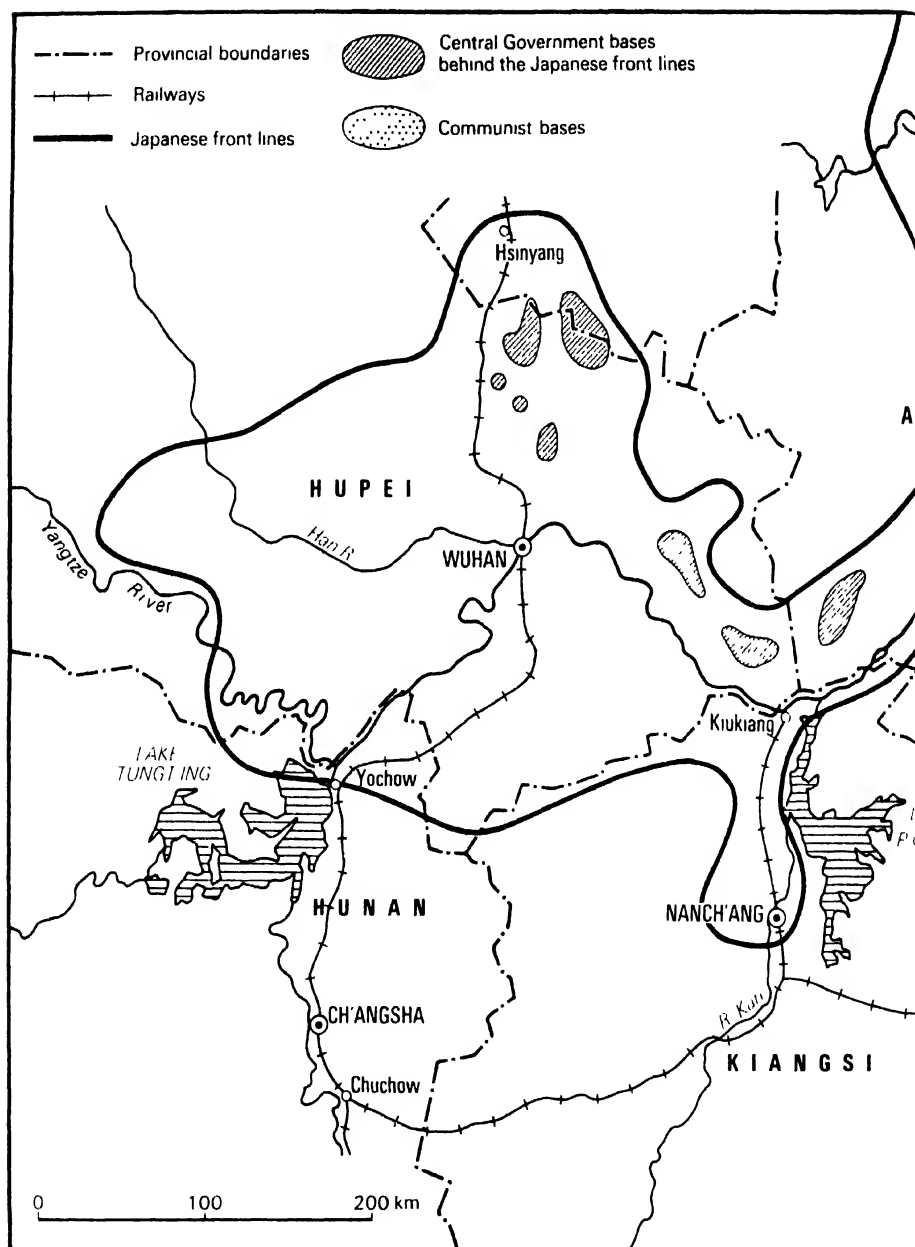 Provincial boundaries
Railways
Japanese front lines
Central Government bases
behind the Japanese front lines
Communist bases
Hsinyang
A
HUPEI
Han R
WUHAN
Yangtze
River
Kiukiang
LAKE
TUNGTING
Yochow
HUNAN
NANCH'ANG
CH'ANGSHA
R Kan
KIANGSI
Chuchow
0 100 200 km